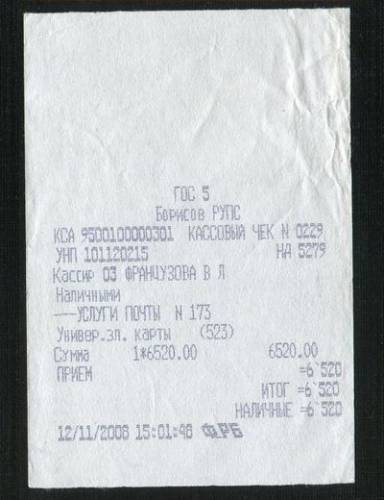 ГОС 5
Борисов РУПС
КСА 9500100000301 КАССОВЫЙ ЧЕК N 0229
УНП 101120215 НД 5279
Кассир 03 ФРАНЦУЗОВА В Л
Наличными
----УСЛУГИ ПОЧТЫ N 173
Универ.эл. карты (523)
Сумма 1*6520.00 6520.00
ПРИЕМ =6`520
ИТОГ =6`520
НАЛИЧНЫЕ =6`520
12/11/2008 15:01:48 ФРБ